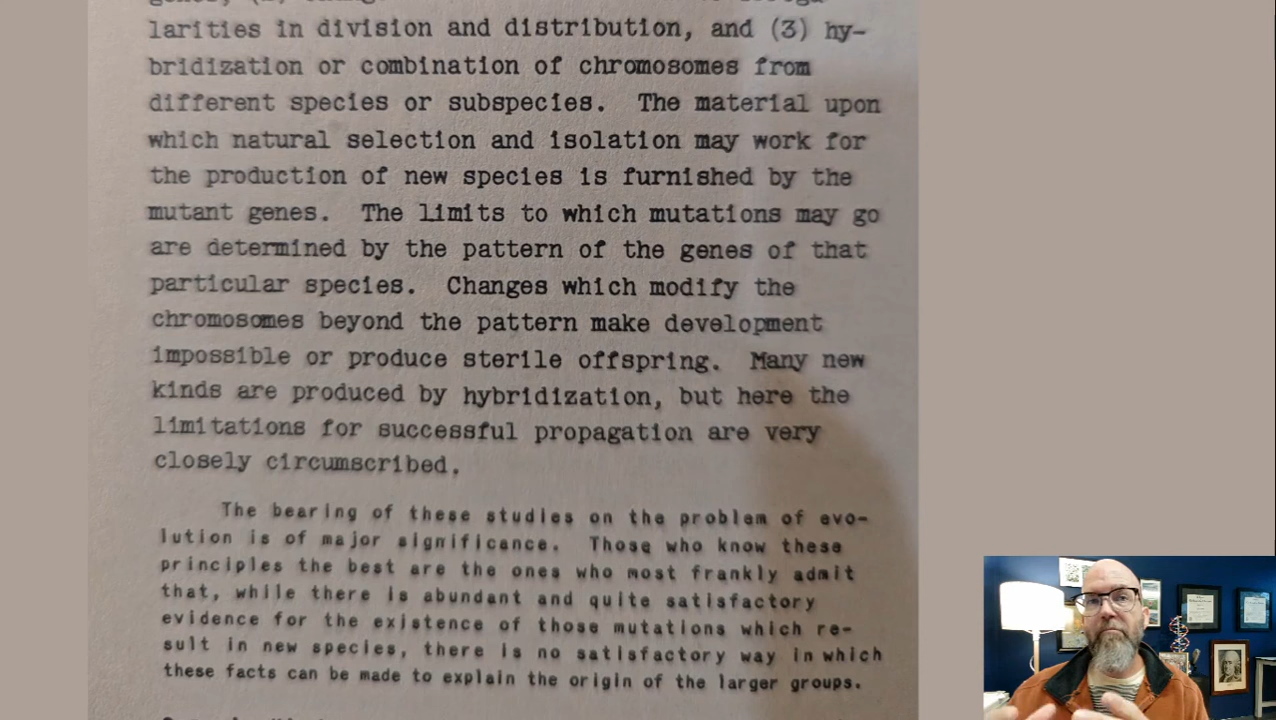 larities in division and distribution, and (3) hy-
bridization or combination of chromosomes from
different species or subspecies. The material upon
which natural selection and isolation may work for
the production of new species is furnished by the
mutant genes. The limits to which mutations may go
are determined by the pattern of the genes of that
particular species. Changes which modify the
chromosomes beyond the pattern make development
impossible or produce sterile offspring. Many new
kinds are produced by hybridization, but here the
limitations for successful propagation are very
closely circumscribed.
The bearing of these studies on the problem of evo-
lution is of major significance. Those who know these
principles the best are the ones who most frankly admit
that, while there is abundant and quite satisfactory
evidence for the existence of those mutations which re-
sult in new species, there is no satisfactory way in which
these facts can be made to explain the origin of the larger groups.